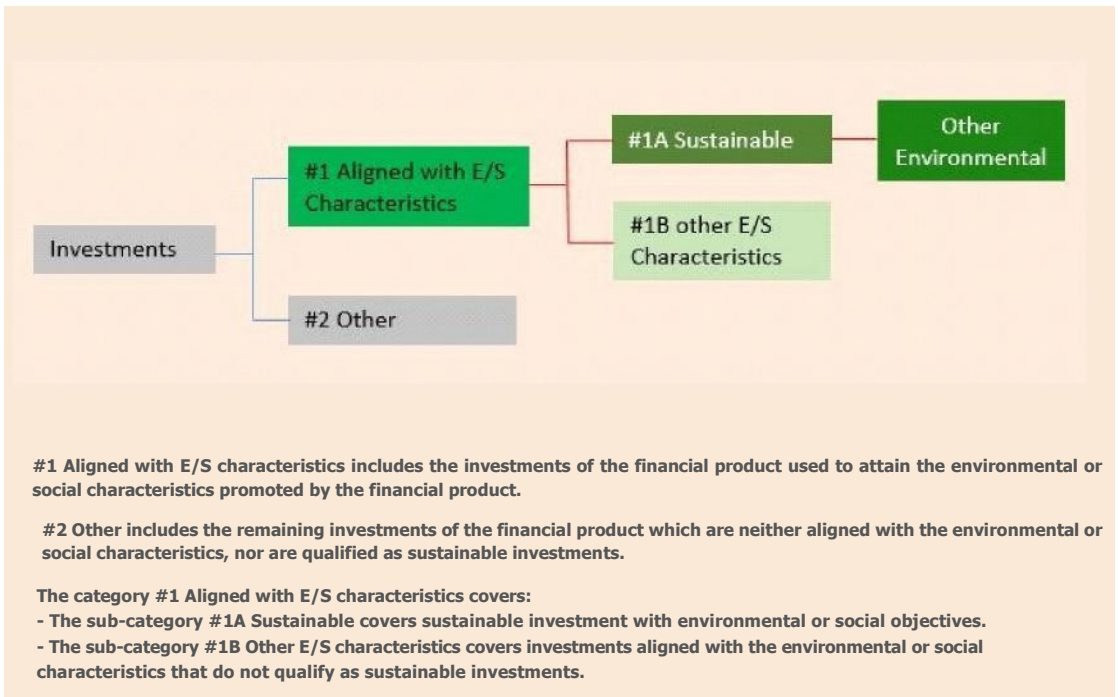 Investments
#1 Aligned with E/S
Characteristics
#2 Other
#1A Sustainable
#1B other E/S
Characteristics
Other
Environmental
#1 Aligned with E/S characteristics includes the investments of the financial product used to attain the environmental or
social characteristics promoted by the financial product.
#2 Other includes the remaining investments of the financial product which are neither aligned with the environmental or
social characteristics, nor are qualified as sustainable investments.
The category #1 Aligned with E/S characteristics covers:
- The sub-category #1A Sustainable covers sustainable investment with environmental or social objectives.
- The sub-category #1B Other E/S characteristics covers investments aligned with the environmental or social
characteristics that do not qualify as sustainable investments.